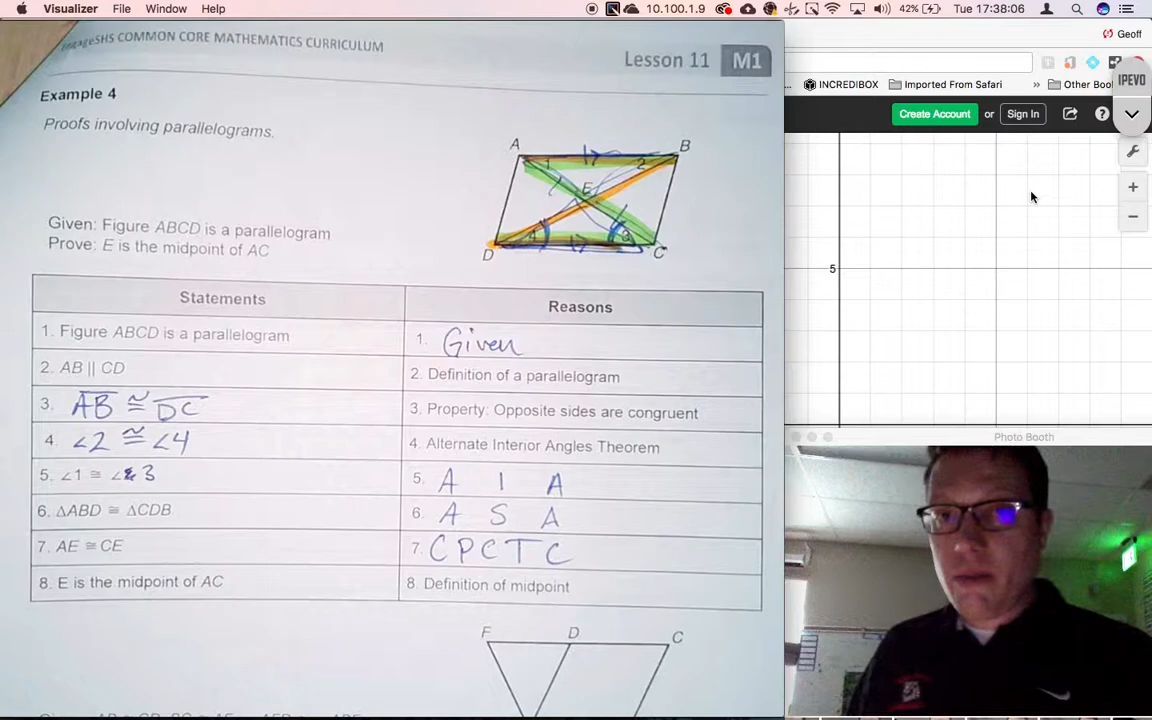 Visualizer File Window Help
10.100.1.9 42% Tue 17:38:06
Geoff
INCREDIBOX Imported From Safari » Other Boo
IPEVO
Create Account or Sign In
5
Photo Booth
COMMON CORE MATHEMATICS CURRICULUM
Lesson 11 M1
Example 4
Proofs involving parallelograms.
A B
1 2
E
4 3
D C
Given: Figure ABCD is a parallelogram
Prove: E is the midpoint of AC
Statements Reasons
1. Figure ABCD is a parallelogram 1. Given
2. AB || CD 2. Definition of a parallelogram
3. AB ≅ DC 3. Property: Opposite sides are congruent
4. ∠2 ≅ ∠4 4. Alternate Interior Angles Theorem
5. ∠1 ≅ ∠3 5. A I A
6. ΔABD ≅ ΔCDB 6. A S A
7. AE ≅ CE 7. C P C T C
8. E is the midpoint of AC 8. Definition of midpoint
F D C